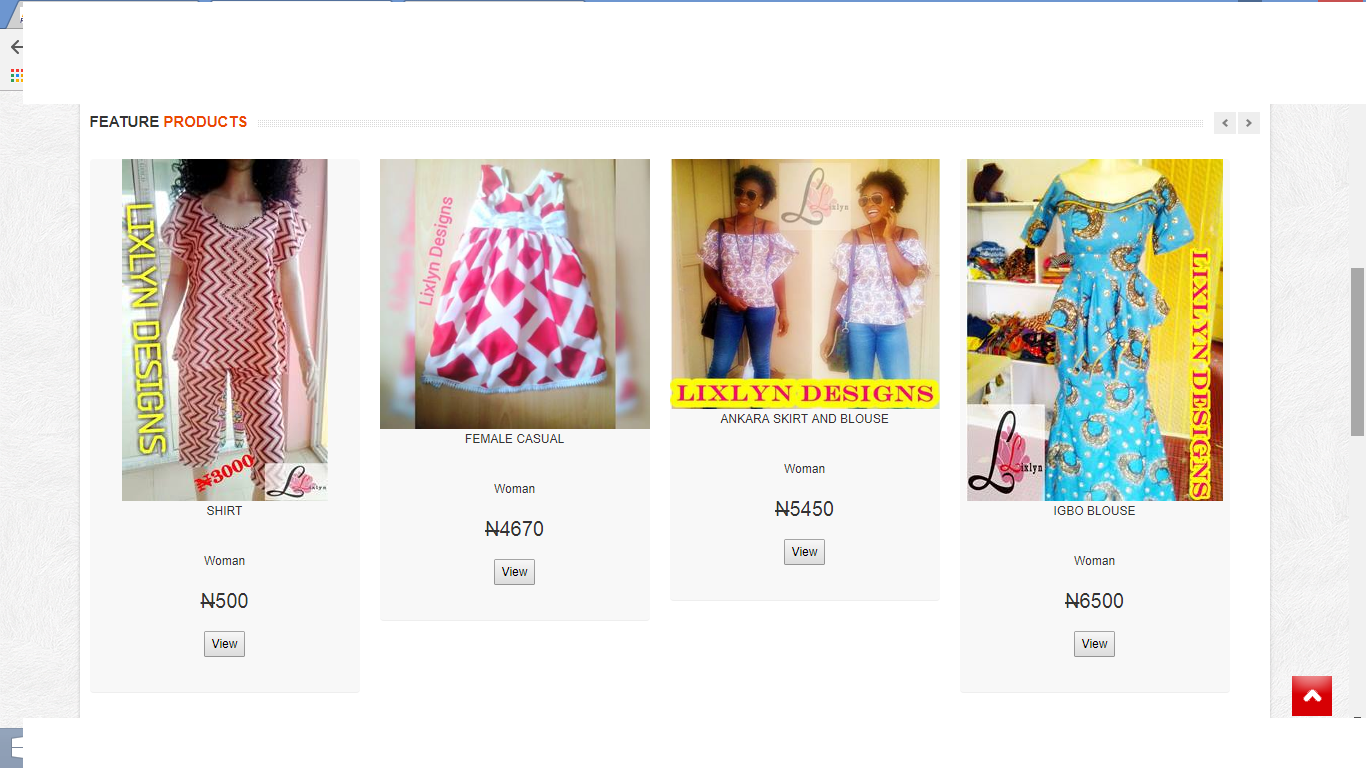 FEATURE PRODUCTS
LIXLYN DESIGNS
₦3000
Lixlyn
SHIRT
Woman
₦500
View
Lixlyn Designs
FEMALE CASUAL
Woman
₦4670
View
Lixlyn
LIXLYN DESIGNS
ANKARA SKIRT AND BLOUSE
Woman
₦5450
View
LIXLYN DESIGNS
Lixlyn
IGBO BLOUSE
Woman
₦6500
View